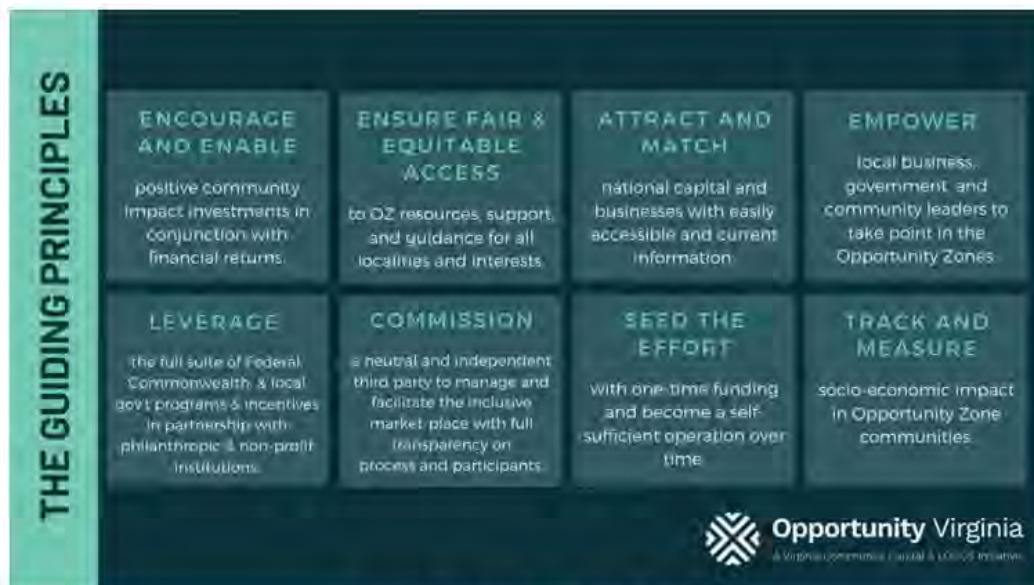 THE GUIDING PRINCIPLES
ENCOURAGE
AND ENABLE
positive community
impact investments in
conjunction with
financial returns.
ENSURE FAIR &
EQUITABLE
ACCESS
to OZ resources, support,
and guidance for all
localities and interests.
ATTRACT AND
MATCH
national capital and
businesses with easily
accessible and current
information.
EMPOWER
local business,
government and
community leaders to
take point in the
Opportunity Zones.
LEVERAGE
the full suite of Federal,
Commonwealth, & local
gov't programs & incentives
in partnership with
philanthropic & non-profit
institutions.
COMMISSION
a neutral and independent
third party to manage and
facilitate the inclusive
market-place with full
transparency on
process and participants.
SEED THE
EFFORT
with one-time funding
and become a self-
sufficient operation over
time.
TRACK AND
MEASURE
socio-economic impact
in Opportunity Zone
communities.
Opportunity Virginia
A Virginia Community Capital & LOCUS Initiative